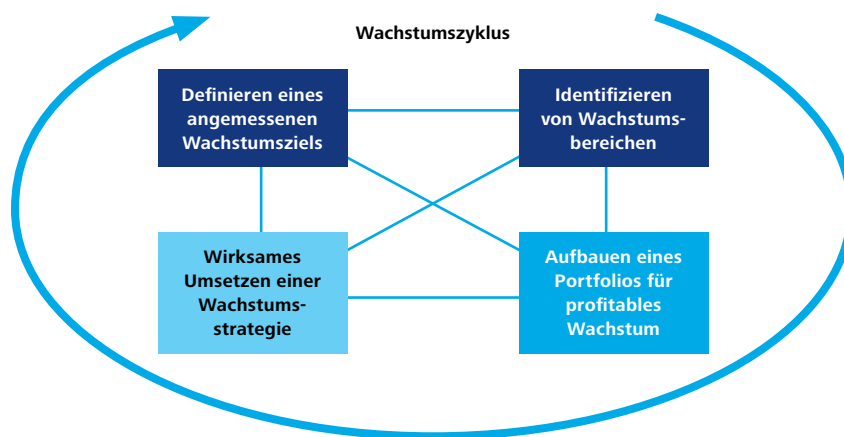 Wachstumszyklus
Definieren eines
angemessenen
Wachstumsziels
Identifizieren
von Wachstums-
bereichen
Wirksames
Umsetzen einer
Wachstums-
strategie
Aufbauen eines
Portfolios für
profitables
Wachstum